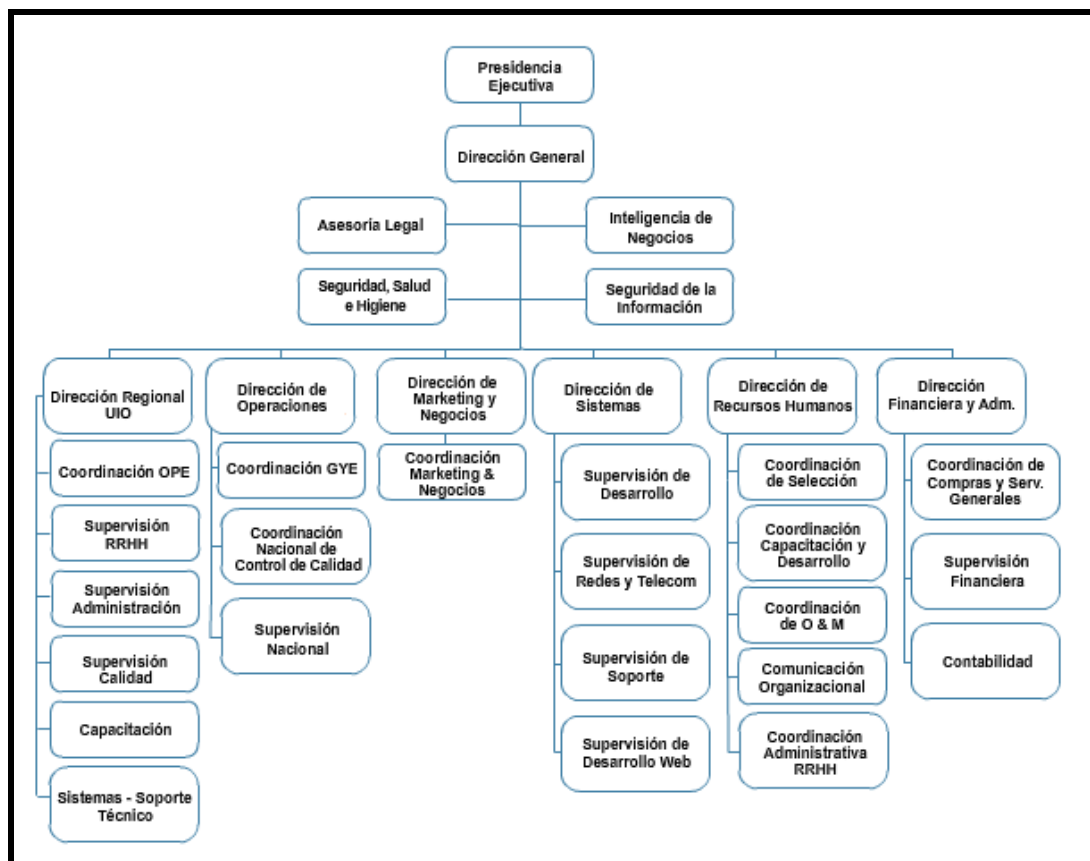 Presidencia
Ejecutiva
Dirección General
Asesoría Legal
Inteligencia de
Negocios
Seguridad, Salud
e Higiene
Seguridad de la
Información
Dirección Regional
UIO
Dirección de
Operaciones
Dirección de
Marketing y
Negocios
Dirección de
Sistemas
Dirección de
Recursos Humanos
Dirección
Financiera y Adm.
Coordinación OPE
Supervisión
RRHH
Supervisión
Administración
Supervisión
Calidad
Capacitación
Sistemas - Soporte
Técnico
Coordinación GYE
Coordinación
Nacional de
Control de Calidad
Supervisión
Nacional
Coordinación
Marketing &
Negocios
Supervisión de
Desarrollo
Supervisión de
Redes y Telecom
Supervisión de
Soporte
Supervisión de
Desarrollo Web
Coordinación
de Selección
Coordinación
Capacitación y
Desarrollo
Coordinación
de O & M
Comunicación
Organizacional
Coordinación
Administrativa
RRHH
Coordinación de
Compras y Serv.
Generales
Supervisión
Financiera
Contabilidad